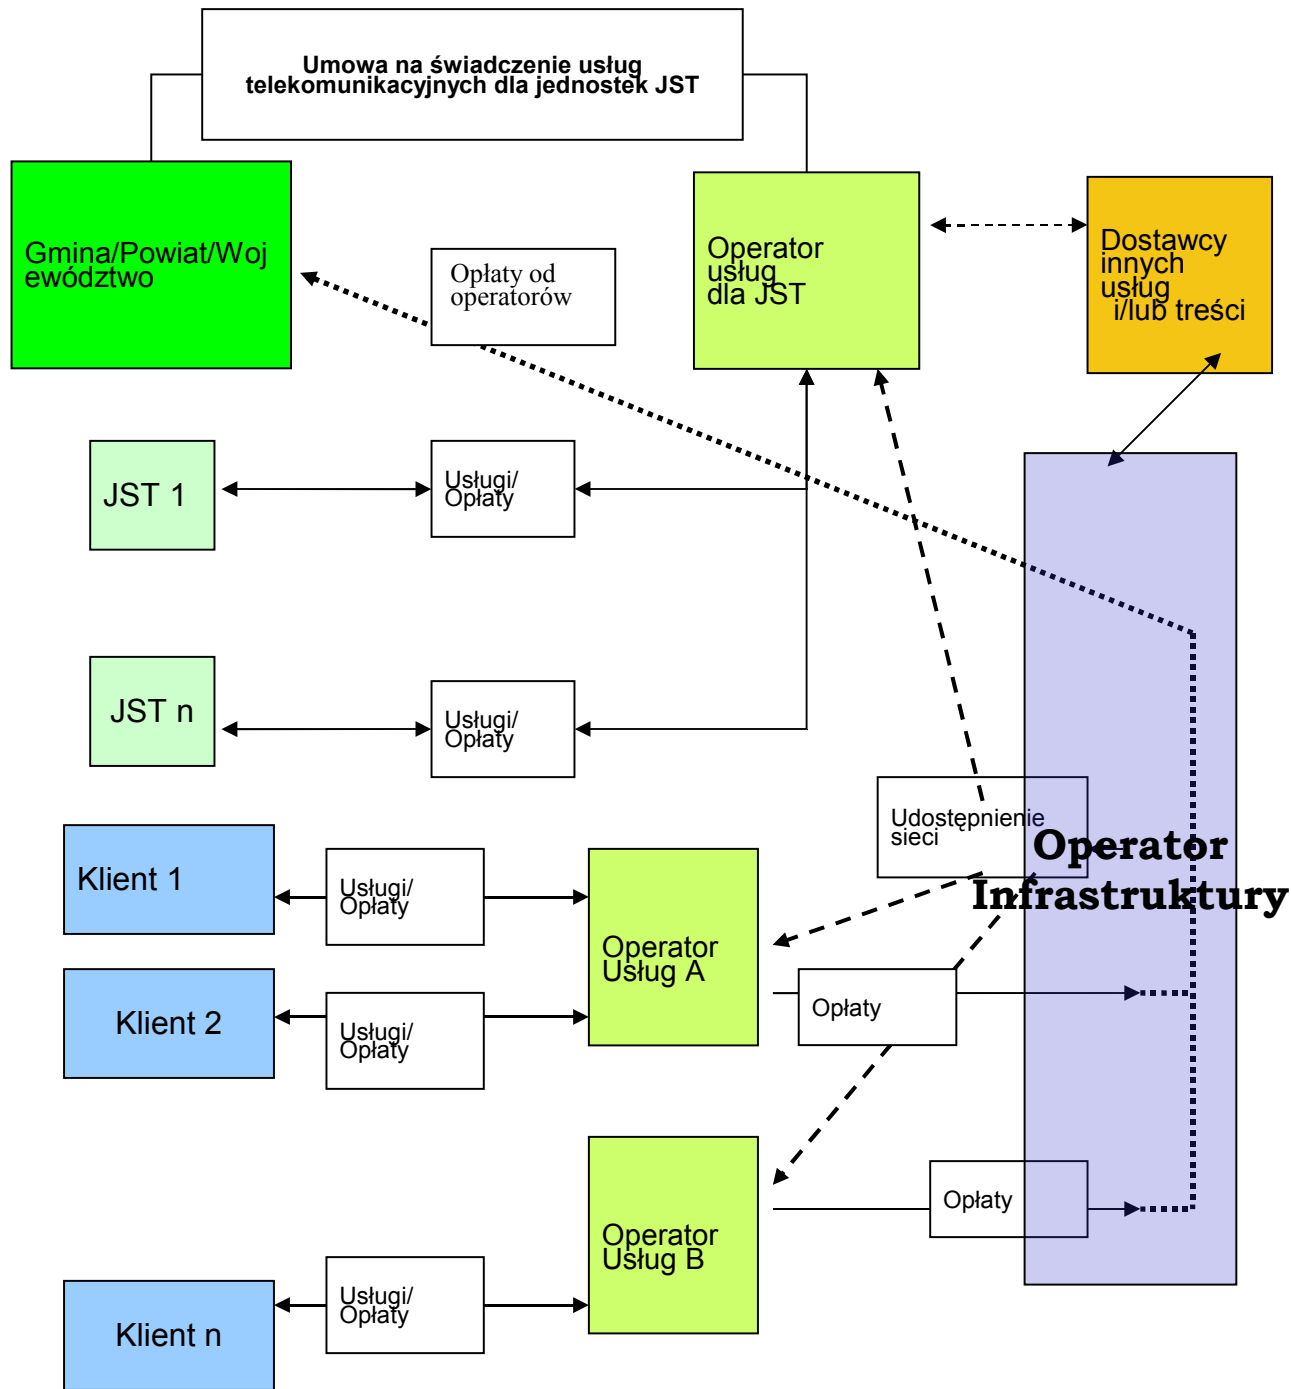 Umowa na świadczenie usług
telekomunikacyjnych dla jednostek JST
Gmina/Powiat/Woj
ewództwo
Opłaty od
operatorów
Operator
usług
dla JST
Dostawcy
innych
usług
i/lub treści
JST 1
Usługi/
Opłaty
JST n
Usługi/
Opłaty
Udostępnienie
sieci
Operator
Infrastruktury
Klient 1
Usługi/
Opłaty
Operator
Usług A
Klient 2
Usługi/
Opłaty
Opłaty
Operator
Usług B
Opłaty
Klient n
Usługi/
Opłaty